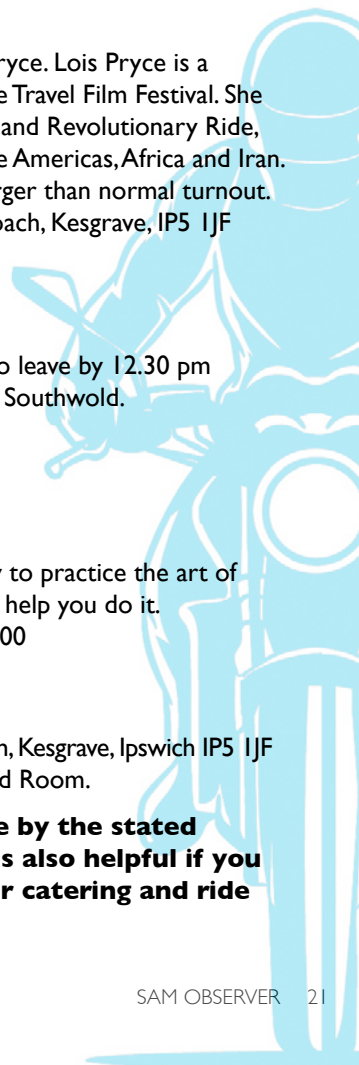 ryce. Lois Pryce is a
e Travel Film Festival. She
and Revolutionary Ride,
e Americas, Africa and Iran.
rger than normal turnout.
oach, Kesgrave, IP5 1JF
o leave by 12.30 pm
Southwold.
y to practice the art of
help you do it.
00
n, Kesgrave, Ipswich IP5 1JF
d Room.
e by the stated
s also helpful if you
r catering and ride
SAM OBSERVER 21